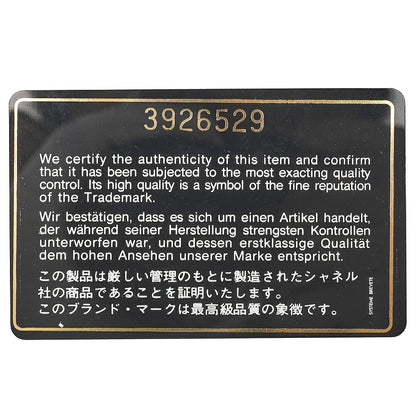 3926529
We certify the authenticity of this item and confirm
that it has been subjected to the most exacting quality
control. Its high quality is a symbol of the fine reputation
of the Trademark.
Wir bestätigen, dass es sich um einen Artikel handelt,
der während seiner Herstellung strengsten Kontrollen
unterworfen war, und dessen erstklassige Qualität
dem hohen Ansehen unserer Marke entspricht.
この製品は厳しい管理のもとに製造されたシャネル
社の商品であることを証明いたします。
このブランド・マークは最高級品質の象徴です。